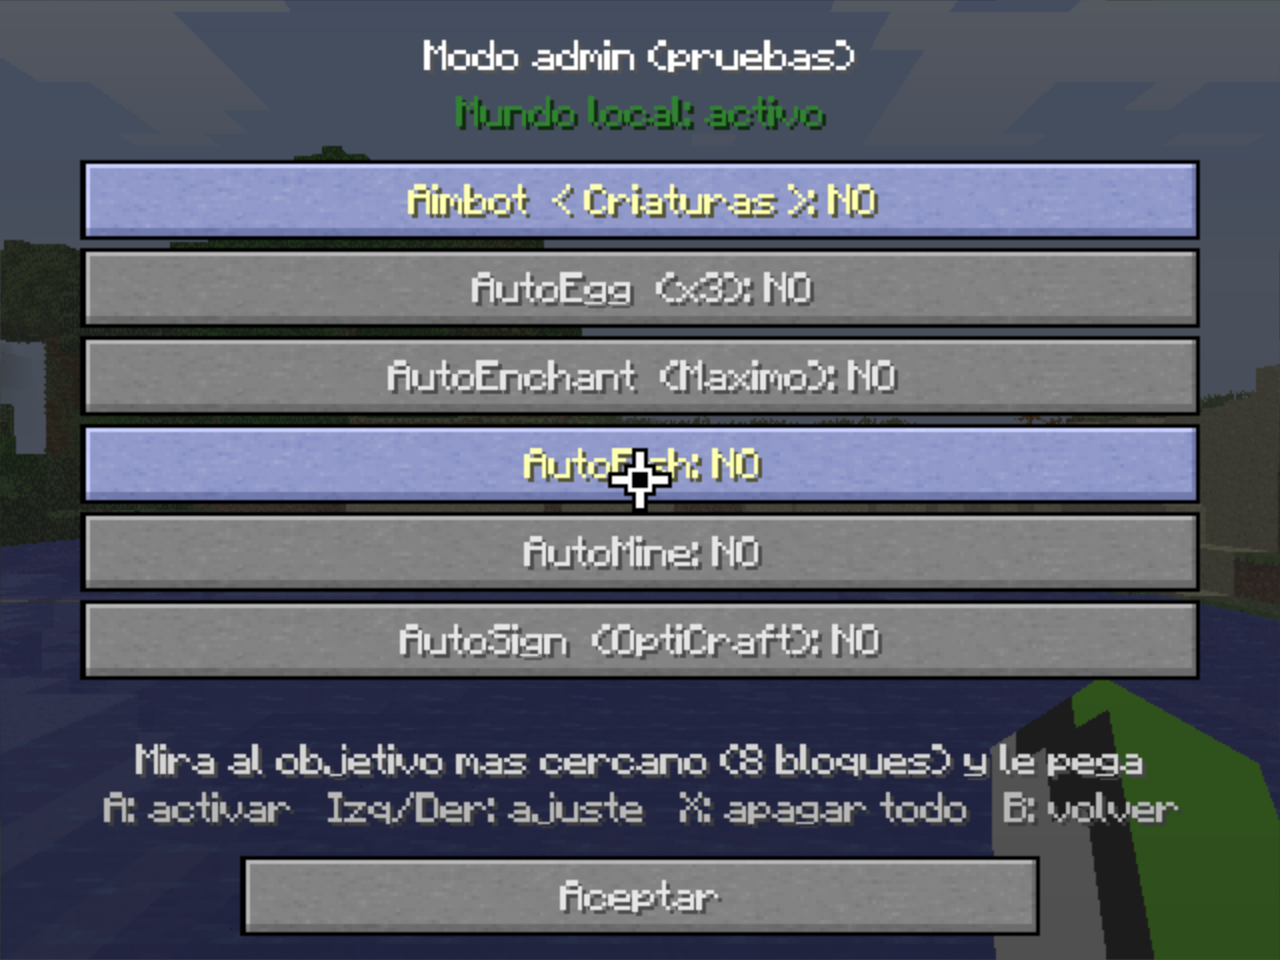 Modo admin (pruebas)
Mundo local: activo
Aimbot < Criaturas >: NO
AutoEgg (x3): NO
AutoEnchant (Maximo): NO
AutoFish: NO
AutoMine: NO
AutoSign (OptiCraft): NO
Mira al objetivo mas cercano (8 bloques) y le pega
A: activar Izq/Der: ajuste X: apagar todo B: volver
Aceptar